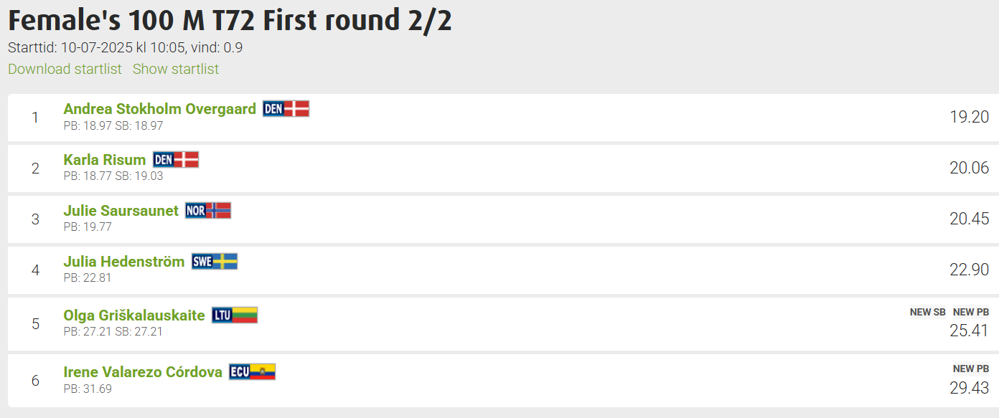 Female's 100 M T72 First round 2/2
Starttid: 10-07-2025 kl 10:05, vind: 0.9
Download startlist Show startlist
1 Andrea Stokholm Overgaard DEN 19.20
PB: 18.97 SB: 18.97
2 Karla Risum DEN 20.06
PB: 18.77 SB: 19.03
3 Julie Saursaunet NOR 20.45
PB: 19.77
4 Julia Hedenström SWE 22.90
PB: 22.81
5 Olga Griškalauskaite LTU NEW SB NEW PB
PB: 27.21 SB: 27.21 25.41
6 Irene Valarezo Córdova ECU NEW PB
PB: 31.69 29.43